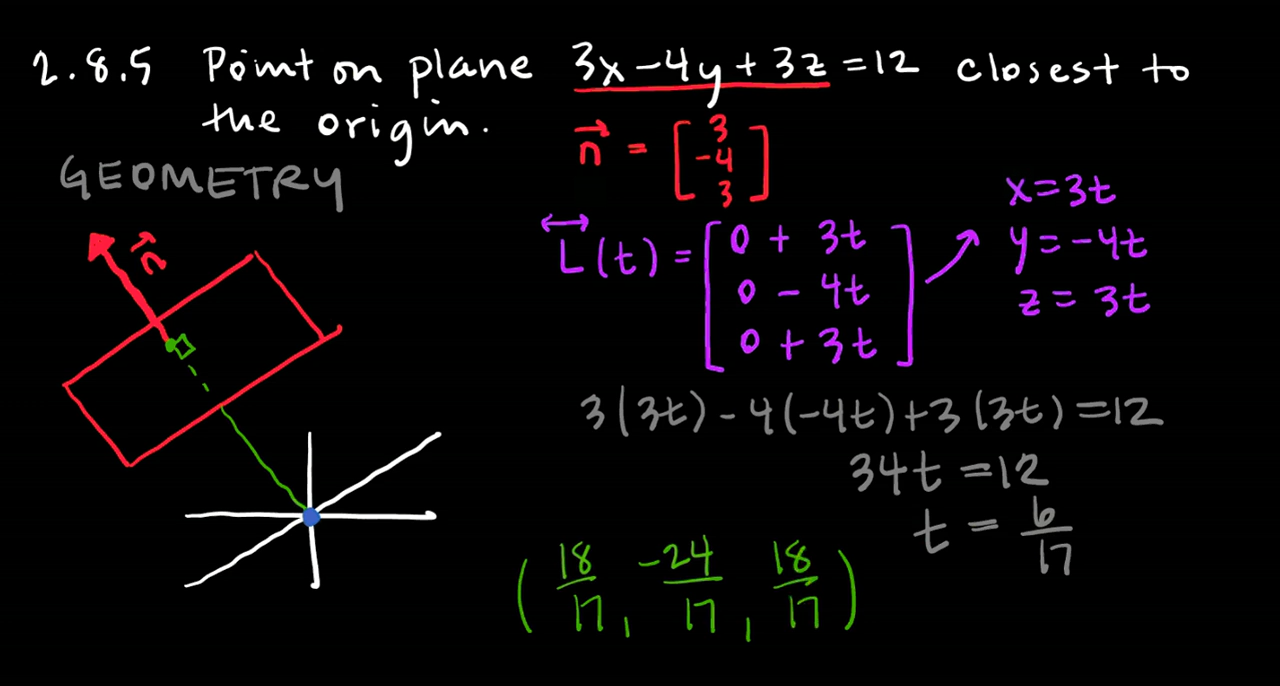 2.8.5 Point on plane 3x-4y+3z=12 closest to
the origin.
n⃗ = [3 -4 3]
GEOMETRY
n⃗
L(t) = [0 + 3t
0 - 4t
0 + 3t]
x=3t
y=-4t
z=3t
3(3t)-4(-4t)+3(3t)=12
34t=12
t = 6/17
(18/17, -24/17, 18/17)